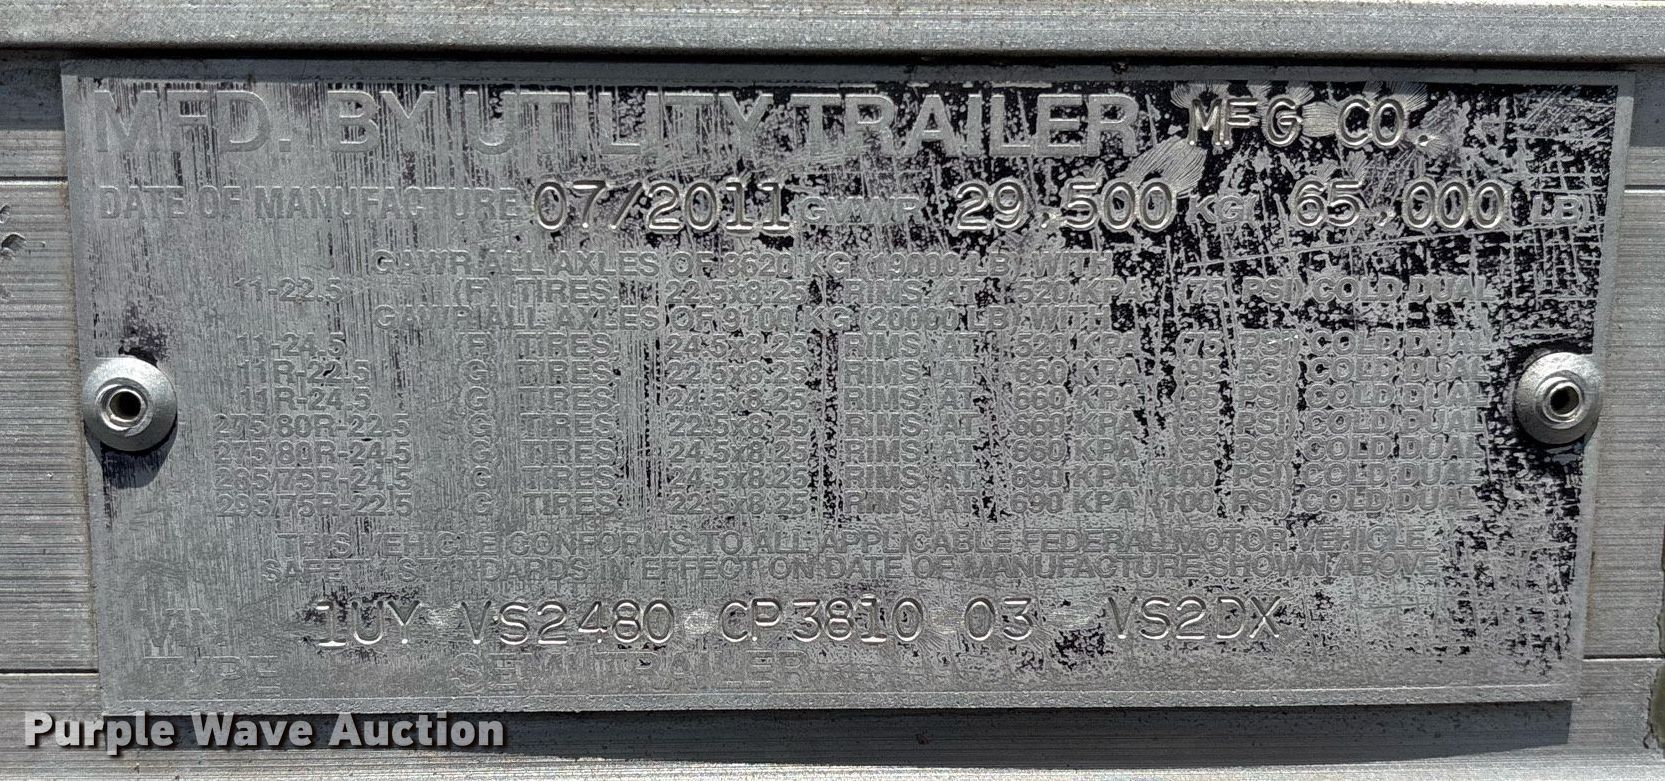 MFD. BY UTILITY TRAILER MFG CO.
DATE OF MANUFACTURE 07/2011 GVWR 29,500 KG( 65,000 LB)
GAWR ALL AXLES OF 8620 KG (19000 LB) WITH
11-22.5 (F) TIRES. 22.5x8.25 RIMS, AT 520 KPA (75 PSI) COLD DUAL
GAWR ALL AXLES OF 9100 KG (20000 LB) WITH
11-24.5 (F) TIRES. 24.5x8.25 RIMS, AT 520 KPA (75 PSI) COLD DUAL
11R-22.5 (G) TIRES. 22.5x8.25 RIMS, AT 660 KPA (95 PSI) COLD DUAL
11R-24.5 (G) TIRES. 24.5x8.25 RIMS, AT 660 KPA (95 PSI) COLD DUAL
275/80R-22.5 (G) TIRES. 22.5x8.25 RIMS, AT 660 KPA (95 PSI) COLD DUAL
275/80R-24.5 (G) TIRES. 24.5x8.25 RIMS, AT 660 KPA (95 PSI) COLD DUAL
285/75R-24.5 (G) TIRES. 24.5x8.25 RIMS, AT 690 KPA (100 PSI) COLD DUAL
295/75R-22.5 (G) TIRES. 22.5x8.25 RIMS, AT 690 KPA (100 PSI) COLD DUAL
THIS VEHICLE CONFORMS TO ALL APPLICABLE FEDERAL MOTOR VEHICLE
SAFETY STANDARDS IN EFFECT ON DATE OF MANUFACTURE SHOWN ABOVE
VIN 1UY VS2480 CP3810 03 VS2DX
TYPE SEMITRAILER
Purple Wave Auction